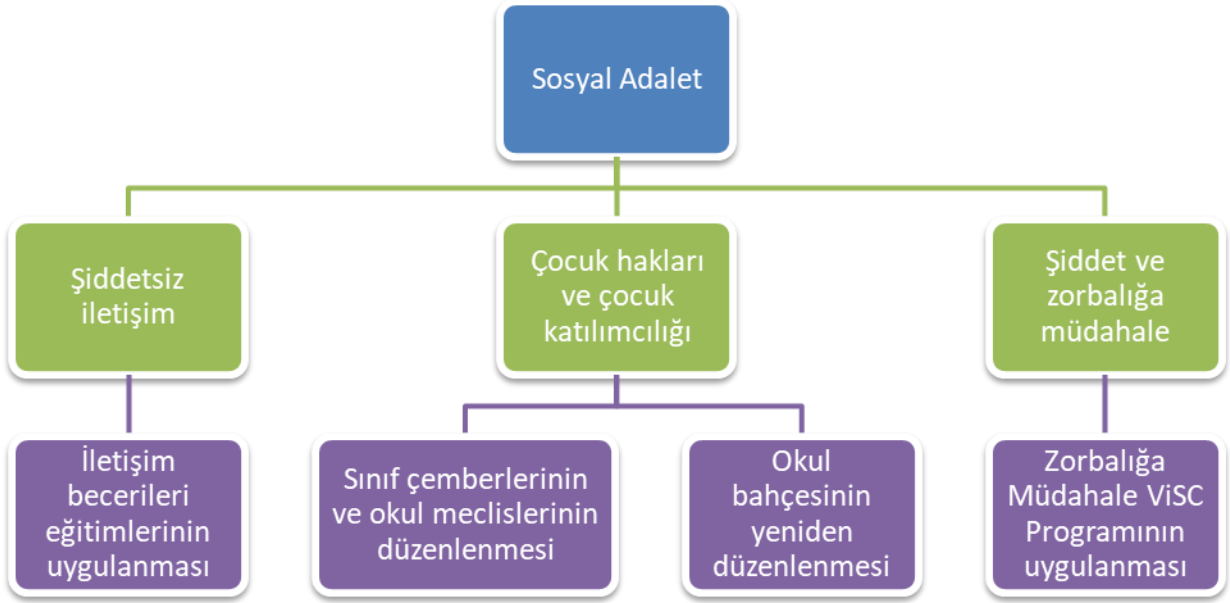 Sosyal Adalet
Şiddetsiz
iletişim
Çocuk hakları
ve çocuk
katılımcılığı
Şiddet ve
zorbalığa
müdahale
İletişim
becerileri
eğitimlerinin
uygulanması
Sınıf çemberlerinin
ve okul meclislerinin
düzenlenmesi
Okul
bahçesinin
yeniden
düzenlenmesi
Zorbalığa
Müdahale ViSC
Programının
uygulanması